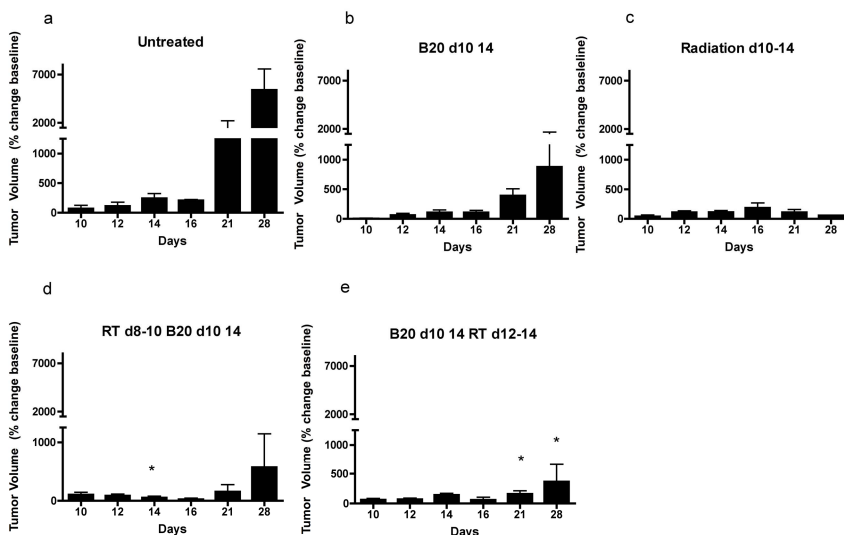 a
Untreated
Tumor Volume (% change baseline)
7000
2000
1000
500
0
10 12 14 16 21 28
Days
b
B20 d10 14
Tumor Volume (% change baseline)
7000
2000
1000
500
0
10 12 14 16 21 28
Days
c
Radiation d10-14
Tumor Volume (% change basleline)
7000
2000
1000
500
0
10 12 14 16 21 28
Days
d
RT d8-10 B20 d10 14
Tumor Volume (% change baseline)
7000
2000
1000
0
*
10 12 14 16 21 28
Days
e
B20 d10 14 RT d12-14
Tumor Volume (% change baseline)
7000
2000
1000
500
0
* *
10 12 14 16 21 28
Days